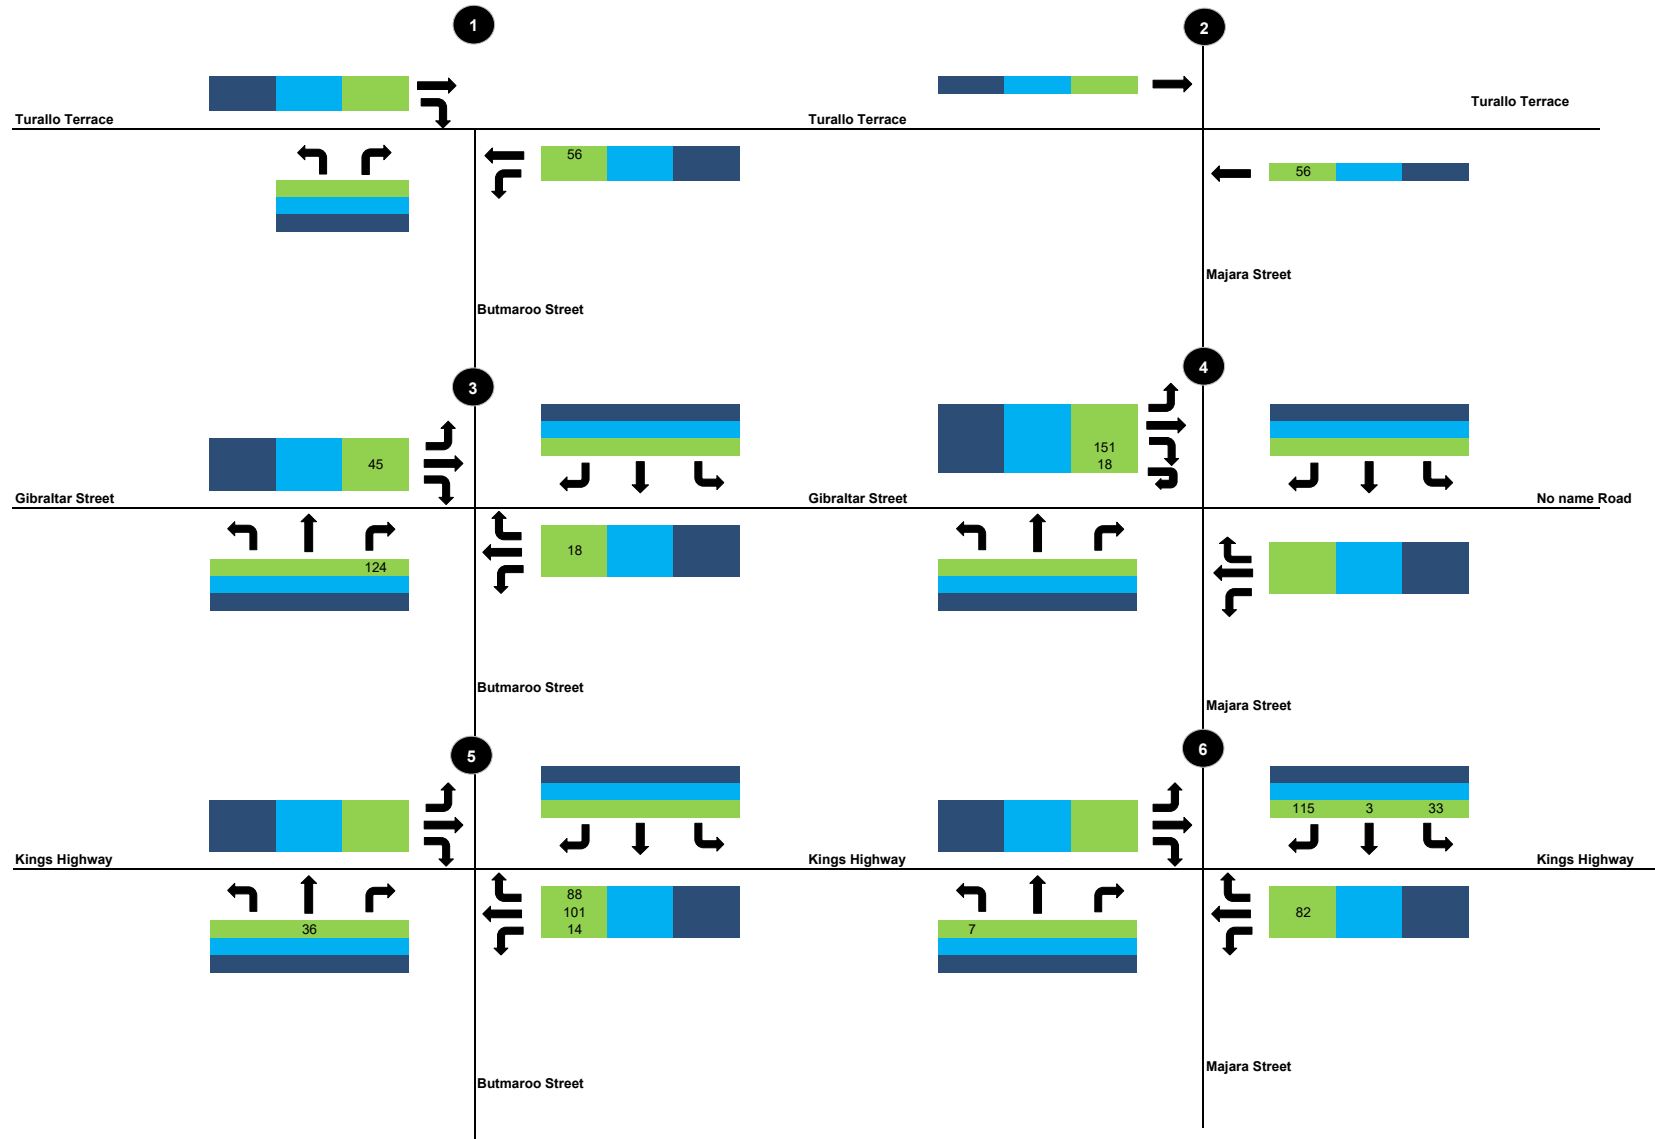 1
2
Turallo Terrace
Turallo Terrace
Turallo Terrace
56
56
Majara Street
Butmaroo Street
3
4
45
151
18
Gibraltar Street
Gibraltar Street
No name Road
18
124
Butmaroo Street
Majara Street
5
6
115 3 33
Kings Highway
Kings Highway
Kings Highway
88
101
14
36
82
7
Majara Street
Butmaroo Street